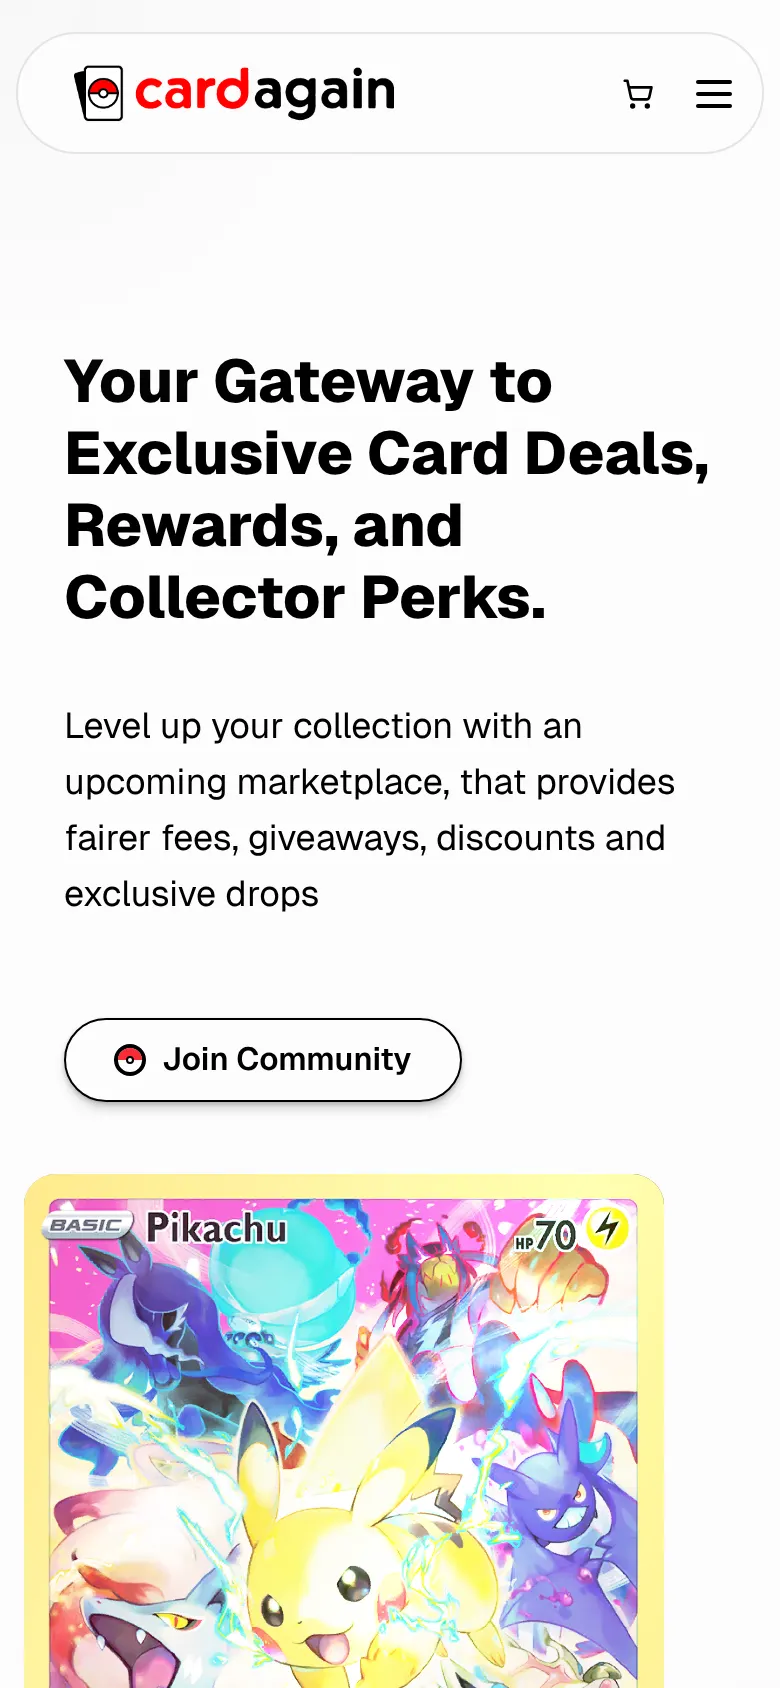 cardagain
Your Gateway to
Exclusive Card Deals,
Rewards, and
Collector Perks.
Level up your collection with an
upcoming marketplace, that provides
fairer fees, giveaways, discounts and
exclusive drops
Join Community
BASIC Pikachu HP70